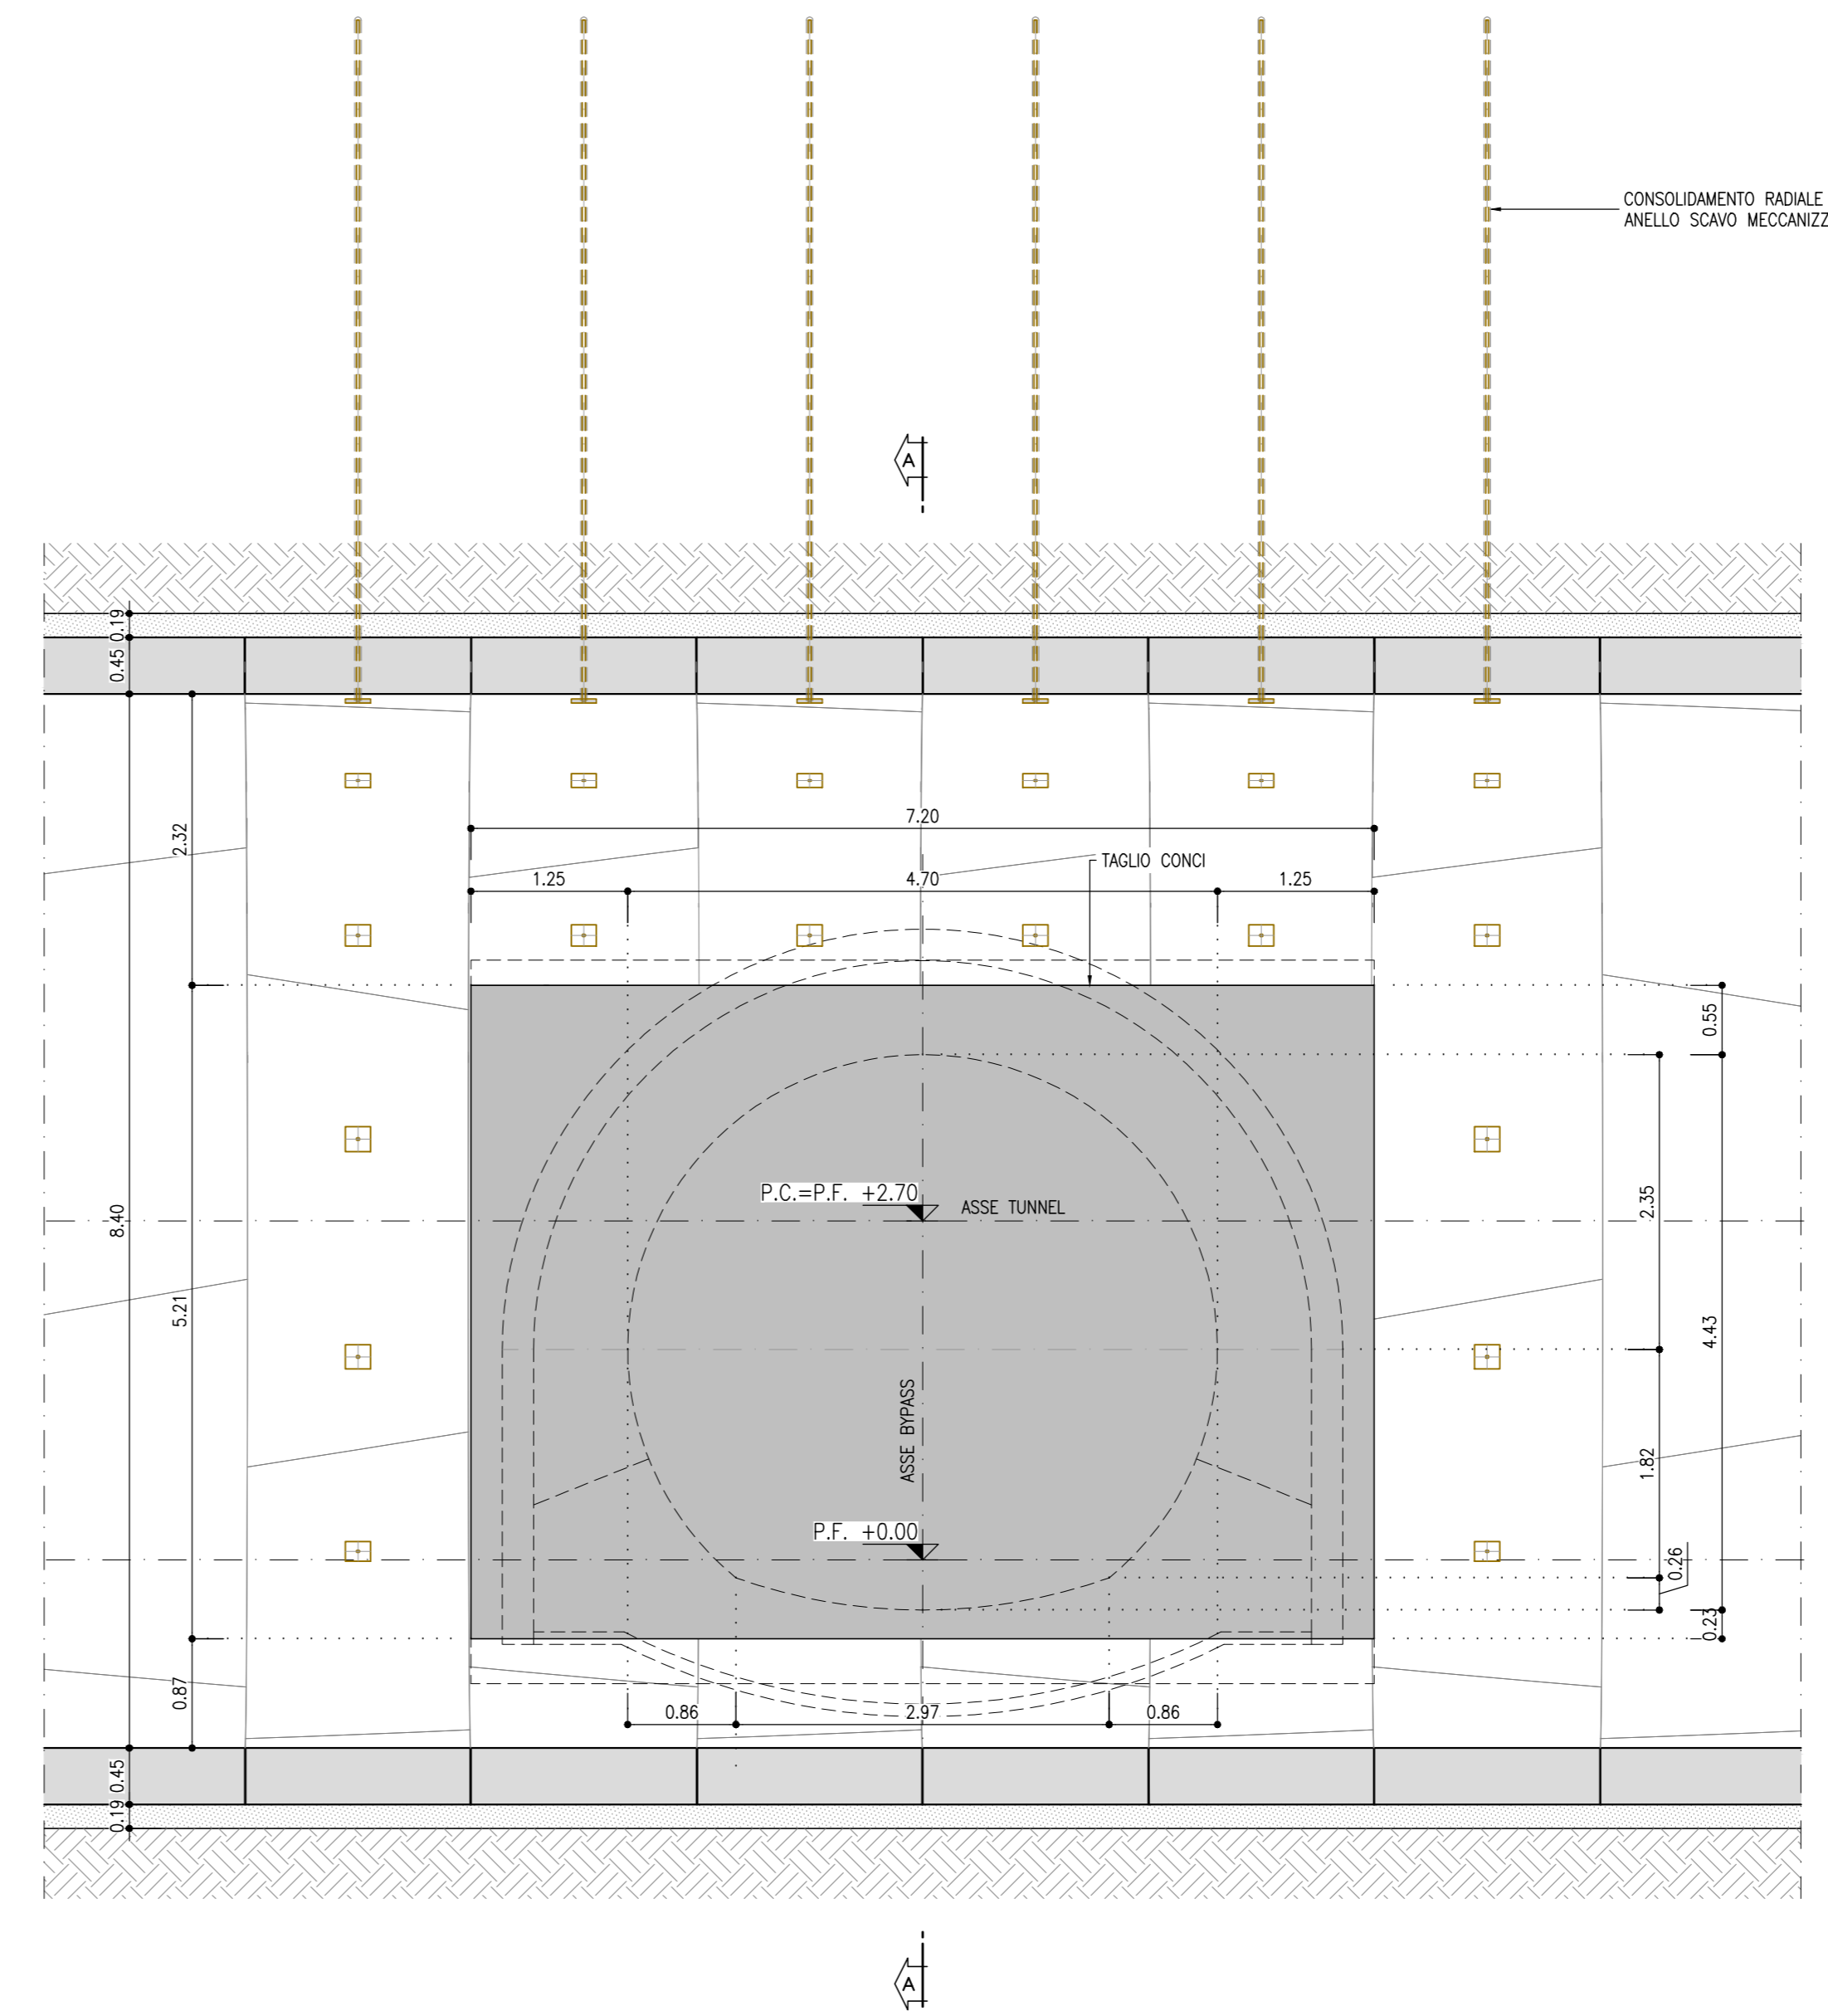 CONSOLIDAMENTO RADIALE
ANELLO SCAVO MECCANIZZ
A
0.19
0.45
2.32
7.20
TAGLIO CONCI
1.25
4.70
1.25
0.55
P.C.=P.F. +2.70
ASSE TUNNEL
2.35
8.40
5.21
4.43
ASSE BYPASS
1.82
P.F. +0.00
0.26
0.23
0.87
0.86
2.97
0.86
0.45
0.19
A